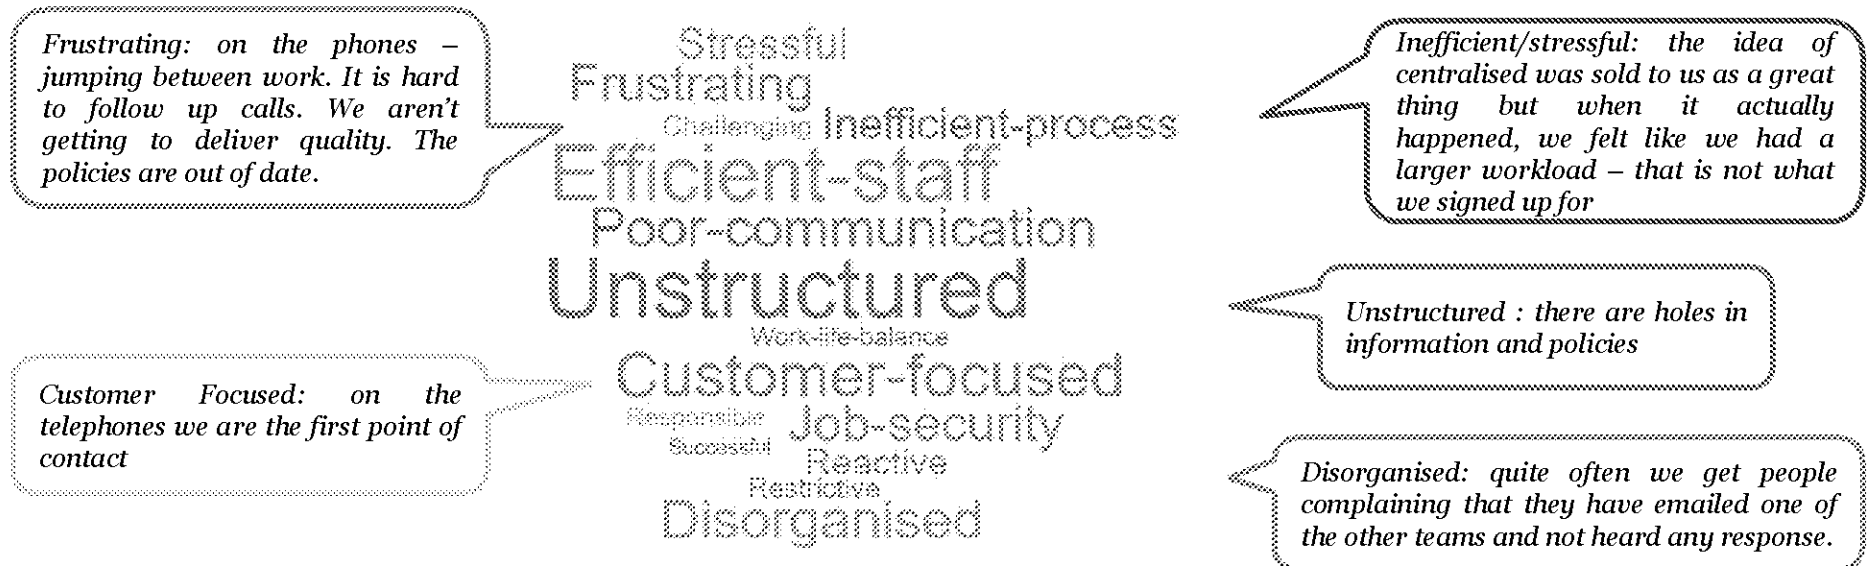 Frustrating: on the phones –
jumping between work. It is hard
to follow up calls. We aren't
getting to deliver quality. The
policies are out of date.
Customer Focused: on the
telephones we are the first point of
contact
Stressful
Frustrating
Challenging Inefficient-process
Efficient-staff
Poor-communication
Unstructured
Work-life-balance
Customer-focused
Responsible Job-security
Successful
Reactive
Restrictive
Disorganised
Inefficient/stressful: the idea of
centralised was sold to us as a great
thing but when it actually
happened, we felt like we had a
larger workload – that is not what
we signed up for
Unstructured : there are holes in
information and policies
Disorganised: quite often we get people
complaining that they have emailed one of
the other teams and not heard any response.